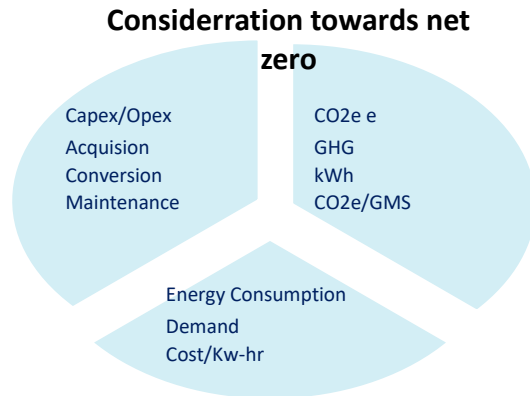 Considerration towards net
zero
Capex/Opex
Acquision
Conversion
Maintenance
CO2e e
GHG
kWh
CO2e/GMS
Energy Consumption
Demand
Cost/Kw-hr